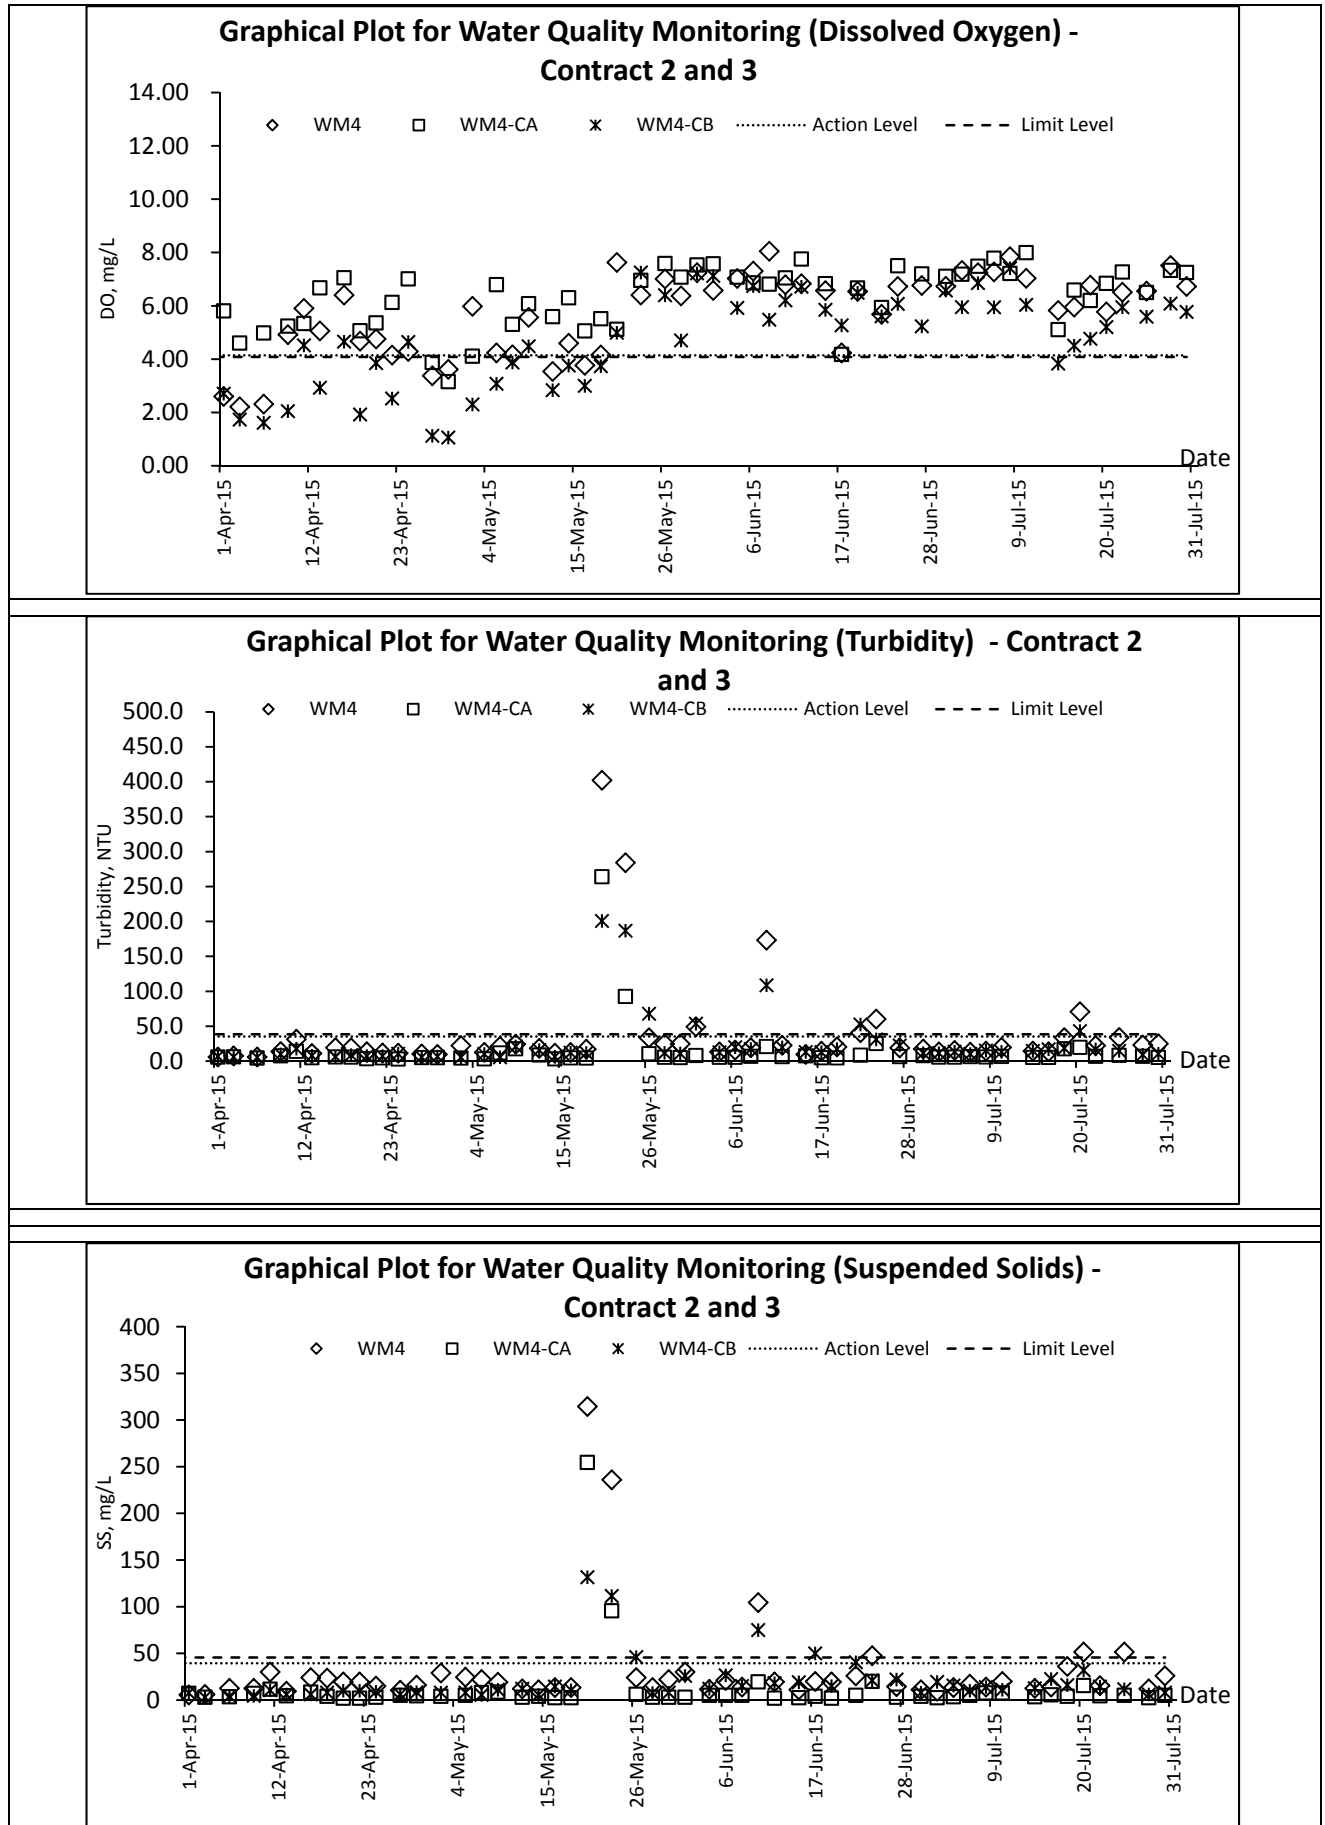 Graphical Plot for Water Quality Monitoring (Dissolved Oxygen) -
Contract 2 and 3
14.00
WM4 WM4-CA WM4-CB Action Level Limit Level
12.00
10.00
8.00
6.00
4.00
2.00
0.00
DO, mg/L
Date
1-Apr-15
12-Apr-15
23-Apr-15
4-May-15
15-May-15
26-May-15
6-Jun-15
17-Jun-15
28-Jun-15
9-Jul-15
20-Jul-15
31-Jul-15
Graphical Plot for Water Quality Monitoring (Turbidity) - Contract 2
and 3
WM4 WM4-CA WM4-CB Action Level Limit Level
500.0
450.0
400.0
350.0
300.0
250.0
200.0
150.0
100.0
50.0
0.0
Turbidity, NTU
Date
1-Apr-15
12-Apr-15
23-Apr-15
4-May-15
15-May-15
26-May-15
6-Jun-15
17-Jun-15
28-Jun-15
9-Jul-15
20-Jul-15
31-Jul-15
Graphical Plot for Water Quality Monitoring (Suspended Solids) -
Contract 2 and 3
400
WM4 WM4-CA WM4-CB Action Level Limit Level
350
300
250
200
150
100
50
0
SS, mg/L
Date
1-Apr-15
12-Apr-15
23-Apr-15
4-May-15
15-May-15
26-May-15
6-Jun-15
17-Jun-15
28-Jun-15
9-Jul-15
20-Jul-15
31-Jul-15